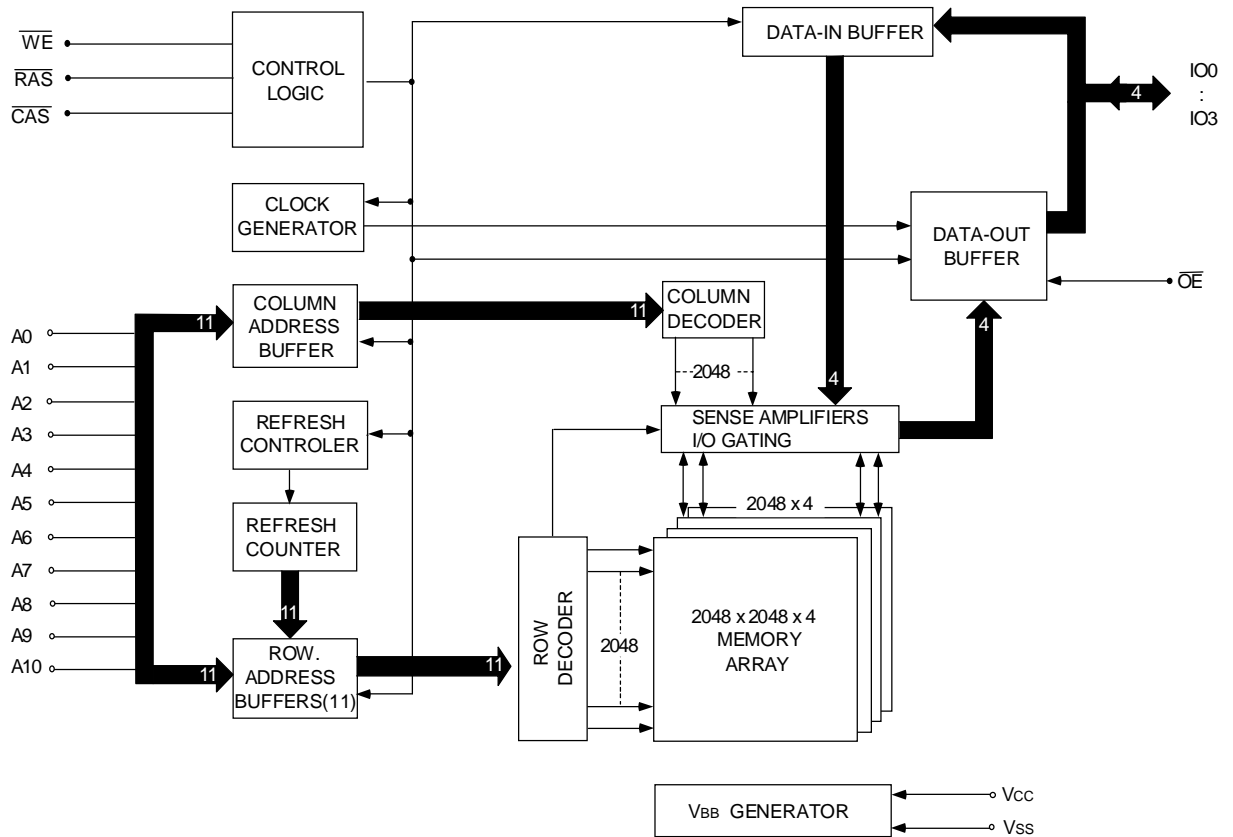 WE
RAS
CAS
CONTROL
LOGIC
DATA-IN BUFFER
4
IO0
:
IO3
CLOCK
GENERATOR
DATA-OUT
BUFFER
OE
COLUMN
ADDRESS
BUFFER
11
11
COLUMN
DECODER
2048
4
4
A0
A1
A2
A3
A4
A5
A6
A7
A8
A9
A10
REFRESH
CONTROLER
SENSE AMPLIFIERS
I/O GATING
REFRESH
COUNTER
11
2048 x 4
ROW
DECODER
2048
2048 x 2048 x 4
MEMORY
ARRAY
11
ROW.
ADDRESS
BUFFERS(11)
11
VBB GENERATOR
VCC
VSS